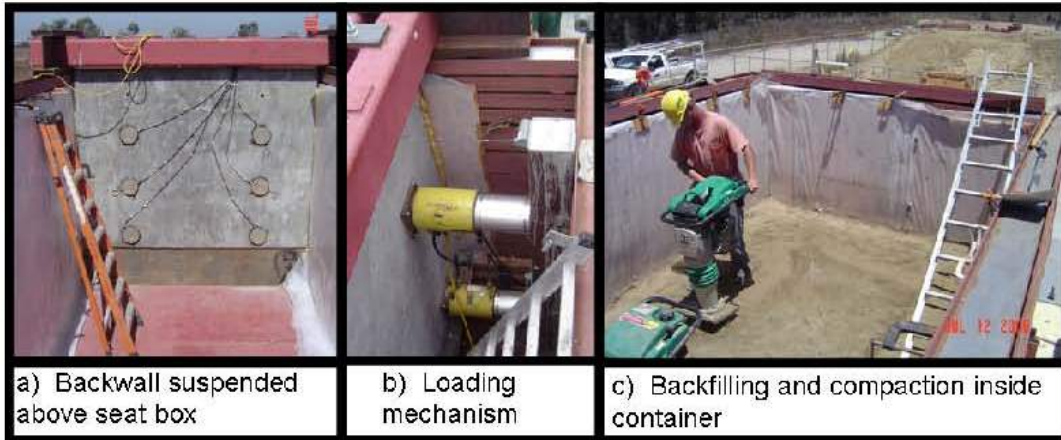 a) Backwall suspended
above seat box
b) Loading
mechanism
c) Backfilling and compaction inside
container